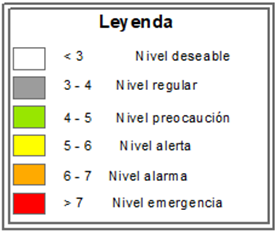 Leyenda
< 3 Nivel deseable
3 - 4 Nivel regular
4 - 5 Nivel preocaución
5 - 6 Nivel alerta
6 - 7 Nivel alarma
> 7 Nivel emergencia